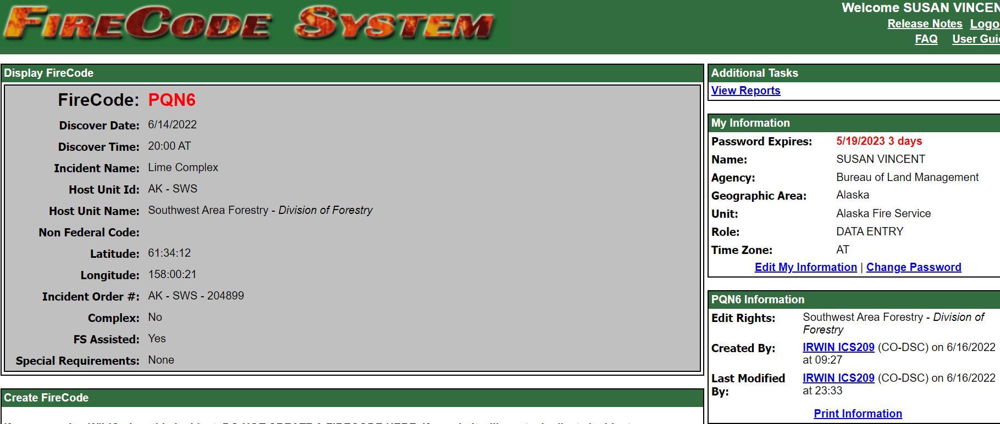 FIRECODE SYSTEM
Welcome SUSAN VINCEN
Release Notes Logo
FAQ User Gui
Display FireCode
FireCode: PQN6
Discover Date: 6/14/2022
Discover Time: 20:00 AT
Incident Name: Lime Complex
Host Unit Id: AK - SWS
Host Unit Name: Southwest Area Forestry - Division of Forestry
Non Federal Code:
Latitude: 61:34:12
Longitude: 158:00:21
Incident Order #: AK - SWS - 204899
Complex: No
FS Assisted: Yes
Special Requirements: None
Create FireCode
Additional Tasks
View Reports
My Information
Password Expires: 5/19/2023 3 days
Name: SUSAN VINCENT
Agency: Bureau of Land Management
Geographic Area: Alaska
Unit: Alaska Fire Service
Role: DATA ENTRY
Time Zone: AT
Edit My Information | Change Password
PQN6 Information
Edit Rights: Southwest Area Forestry - Division of
Forestry
Created By: IRWIN ICS209 (CO-DSC) on 6/16/2022
at 09:27
Last Modified IRWIN ICS209 (CO-DSC) on 6/16/2022
By: at 23:33
Print Information